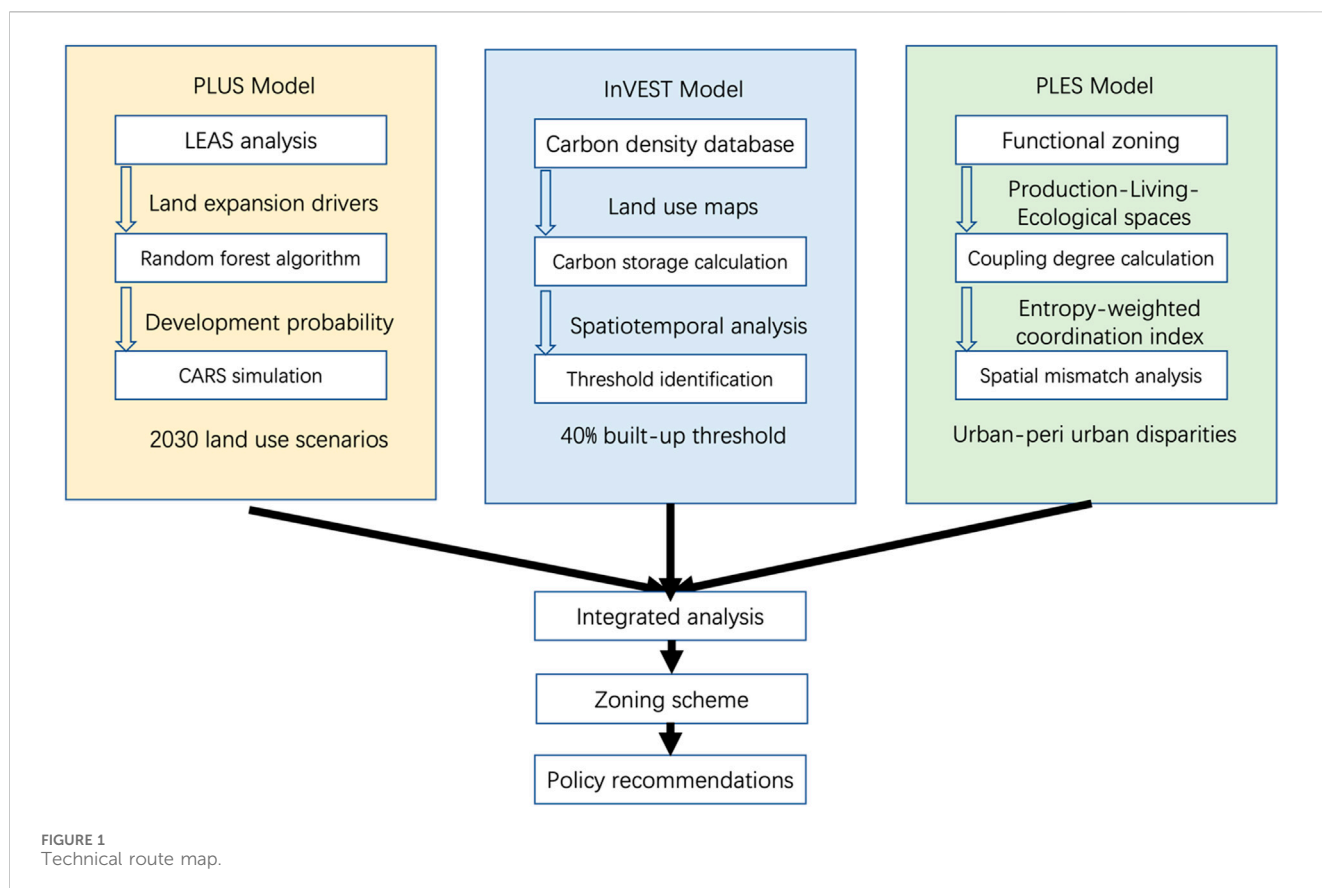 PLUS Model
LEAS analysis
Land expansion drivers
Random forest algorithm
Development probability
CARS simulation
2030 land use scenarios
InVEST Model
Carbon density database
Land use maps
Carbon storage calculation
Spatiotemporal analysis
Threshold identification
40% built-up threshold
PLES Model
Functional zoning
Production-Living-
Ecological spaces
Coupling degree calculation
Entropy-weighted
coordination index
Spatial mismatch analysis
Urban-peri urban disparities
Integrated analysis
Zoning scheme
Policy recommendations
FIGURE 1
Technical route map.